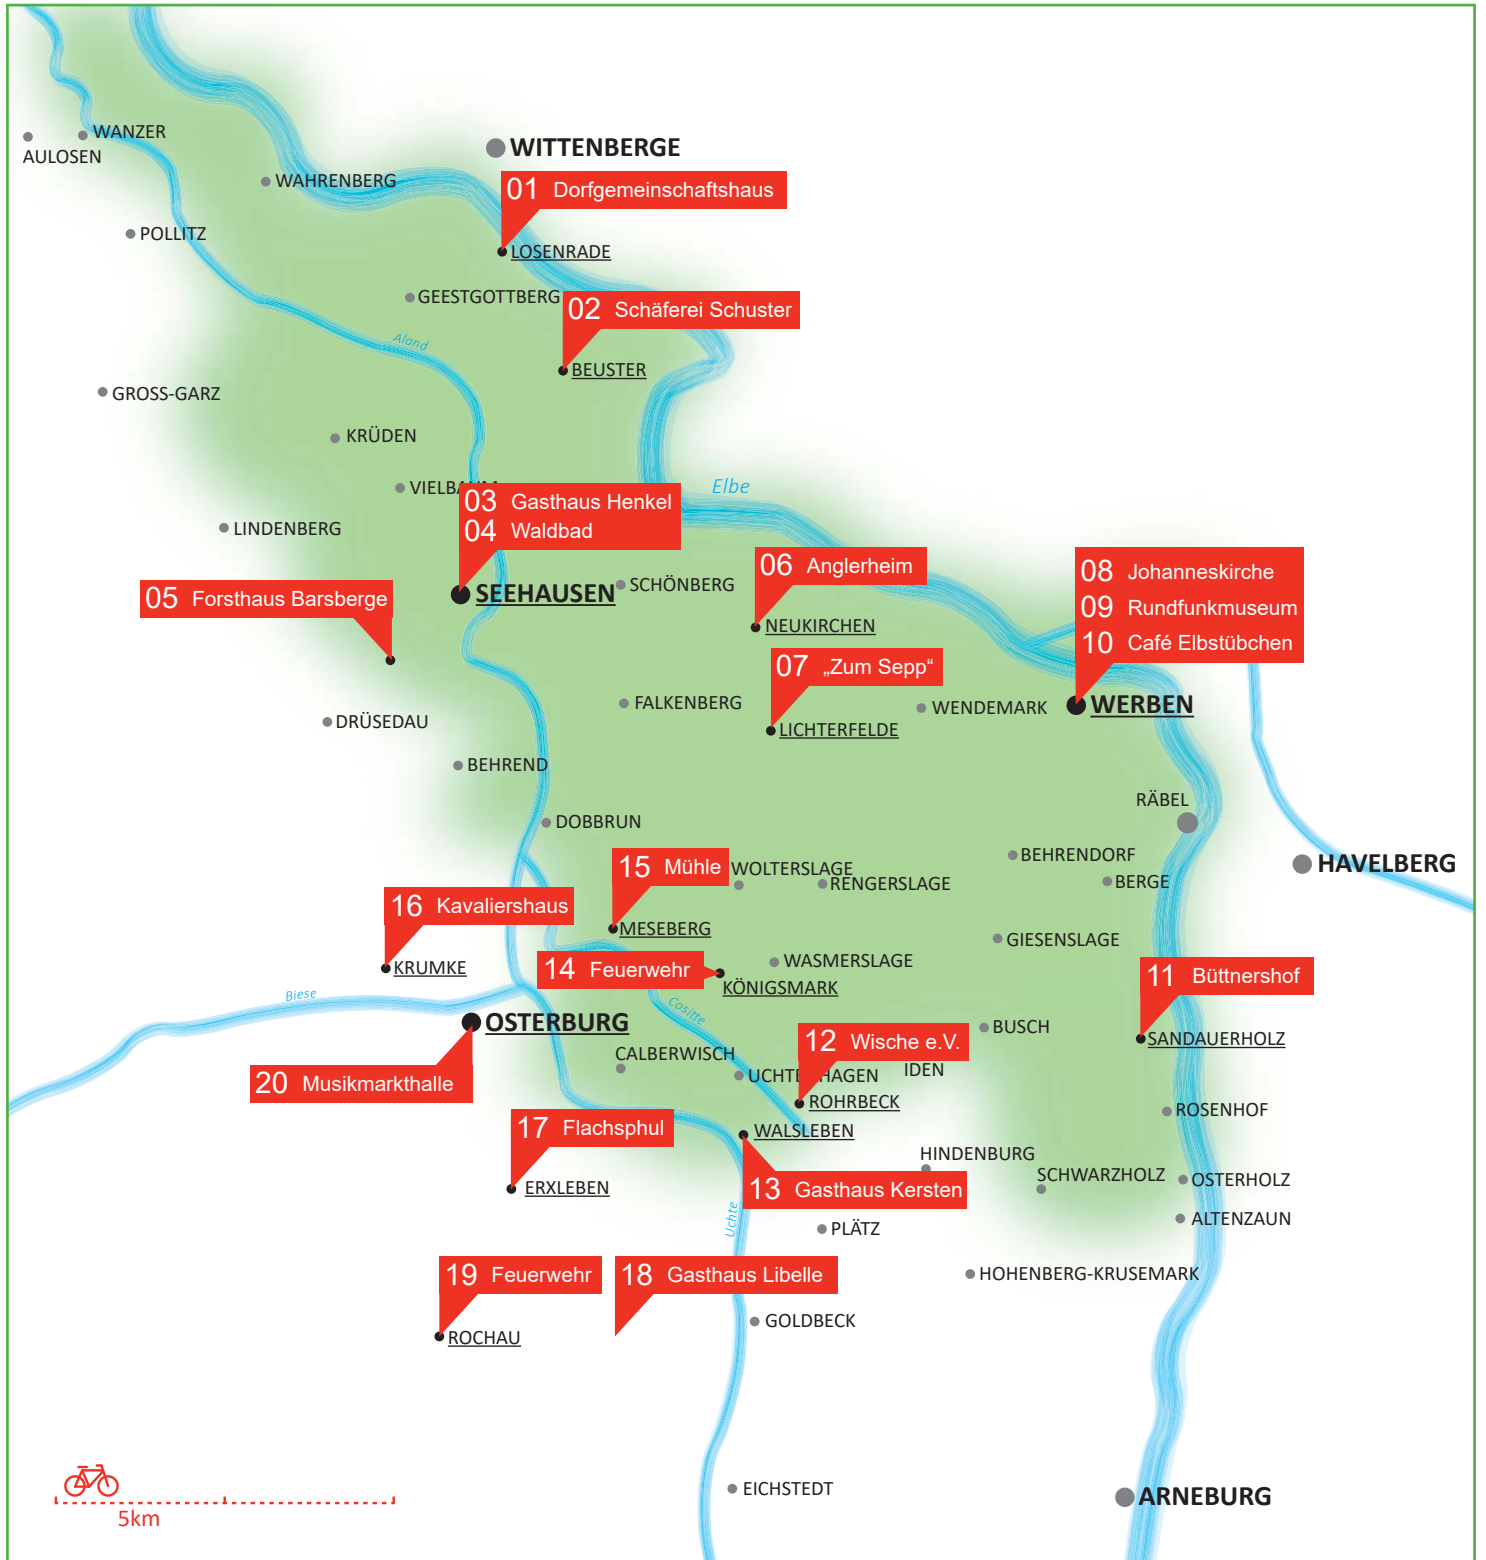 WANZER
AULOSEN
WITTENBERGE
WAHRENBERG
01 Dorfgemeinschaftshaus
POLLITZ
LOSENRADE
GEESTGOTTBERG
02 Schäferei Schuster
Aland
BEUSTER
GROSS-GARZ
KRÜDEN
VIELBAUM
Elbe
03 Gasthaus Henkel
04 Waldbad
LINDENBERG
06 Anglerheim
08 Johanneskirche
09 Rundfunkmuseum
10 Café Elbstübchen
05 Forsthaus Barsberge
SEEHAUSEN
SCHÖNBERG
NEUKIRCHEN
07 „Zum Sepp“
FALKENBERG
WENDEMARK
WERBEN
DRÜSEDAU
LICHTERFELDE
BEHREND
RÄBEL
DOBBRUN
15 Mühle
WOLTERSLAGE
RENGERSLAGE
BEHRENDORF
BERGE
HAVELBERG
16 Kavaliershaus
MESEBERG
GIESENSLAGE
KRUMKE
14 Feuerwehr
WASMERSLAGE
KÖNIGSMARK
11 Büttnershof
Biese
Cositte
OSTERBURG
BUSCH
SANDAUERHOLZ
12 Wische e.V.
CALBERWISCH
UCHTENHAGEN
IDEN
20 Musikmarkthalle
ROHRBECK
ROSENHOF
17 Flachsphul
WALSLEBEN
HINDENBURG
SCHWARZHOLZ
OSTERHOLZ
ERXLEBEN
13 Gasthaus Kersten
Uchte
PLÄTZ
ALTENZAUN
19 Feuerwehr
18 Gasthaus Libelle
HOHENBERG-KRUSEMARK
ROCHAU
GOLDBECK
EICHSTEDT
ARNEBURG
5km